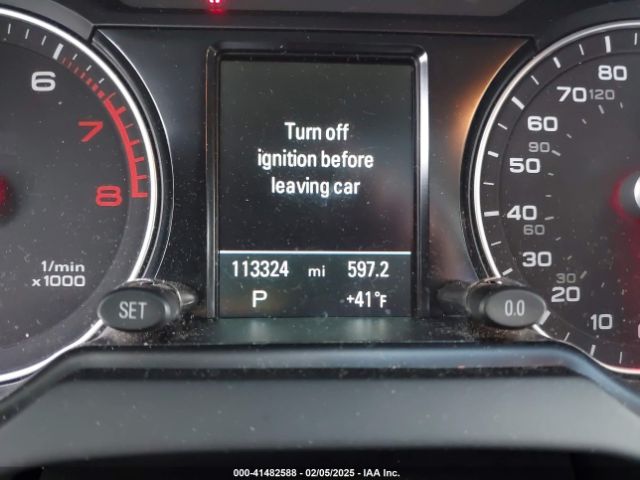 6
7
8
1/min
x1000
SET
Turn off
ignition before
leaving car
113324 mi 597.2
P +41°F
0.0
80
70 120
60
90
50
40
60
30
30
20
10
000-41482588 - 02/05/2025 - IAA Inc.